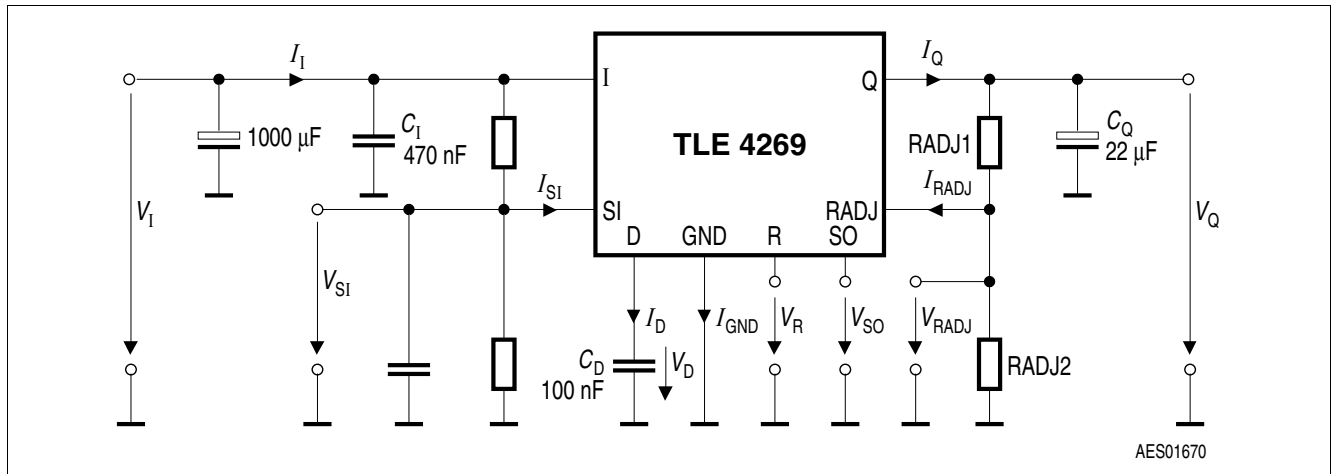 I_I
I_Q
I
Q
1000 µF
C_I
470 nF
TLE 4269
RADJ1
C_Q
22 µF
I_SI
I_RADJ
SI
RADJ
V_I
D
GND
R
SO
V_Q
V_SI
I_D
I_GND
V_R
V_SO
V_RADJ
C_D
100 nF
V_D
RADJ2
AES01670